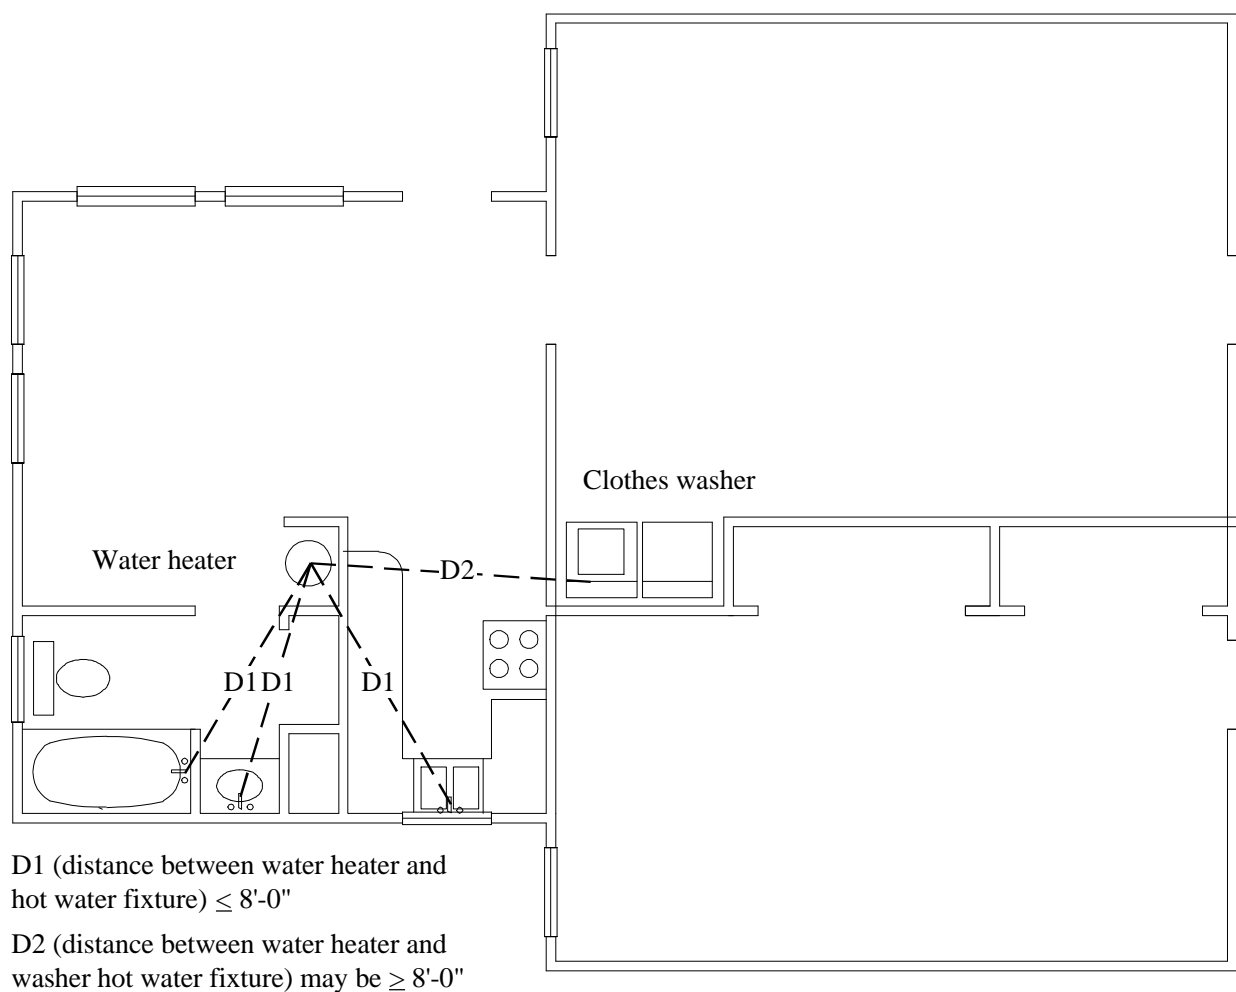 Clothes washer
Water heater
D2
D1 D1 D1
D1 (distance between water heater and
hot water fixture) ≤ 8'-0"
D2 (distance between water heater and
washer hot water fixture) may be ≥ 8'-0"